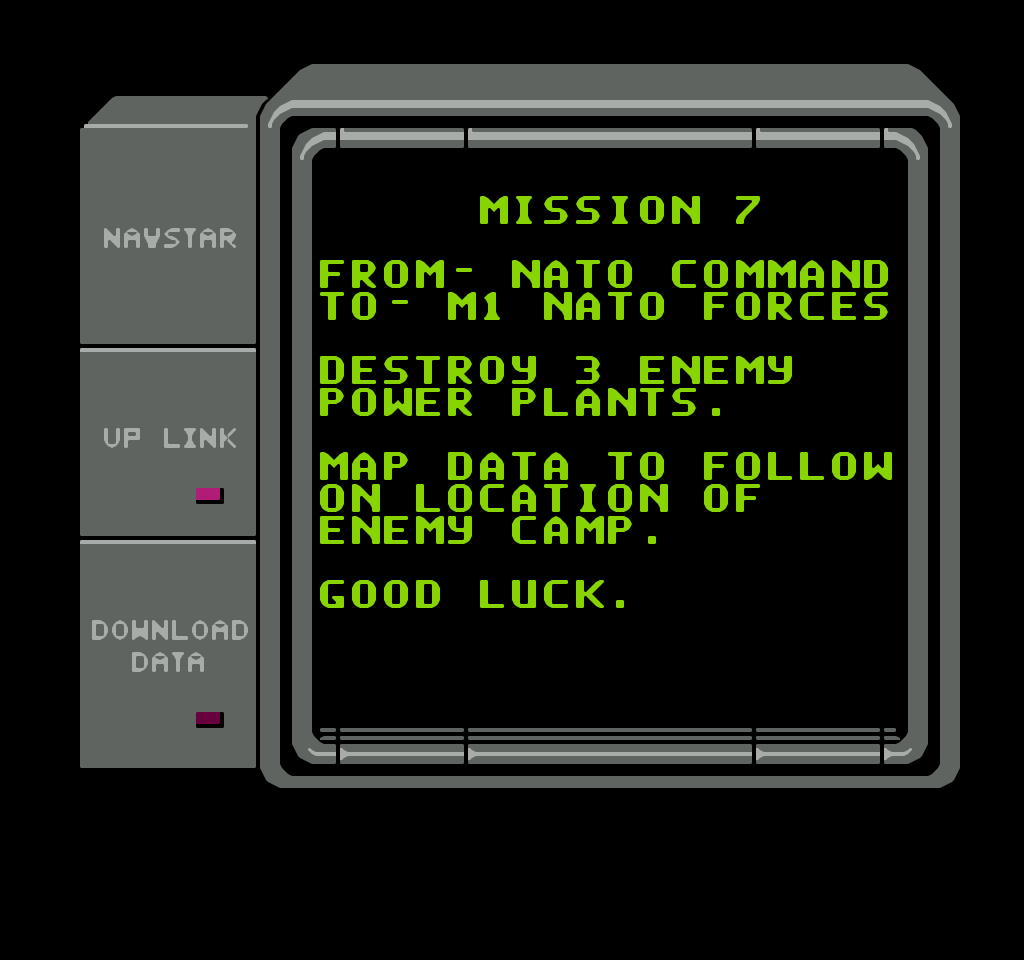 NAVSTAR
UP LINK
DOWNLOAD
DATA
MISSION 7
FROM- NATO COMMAND
TO- M1 NATO FORCES
DESTROY 3 ENEMY
POWER PLANTS.
MAP DATA TO FOLLOW
ON LOCATION OF
ENEMY CAMP.
GOOD LUCK.